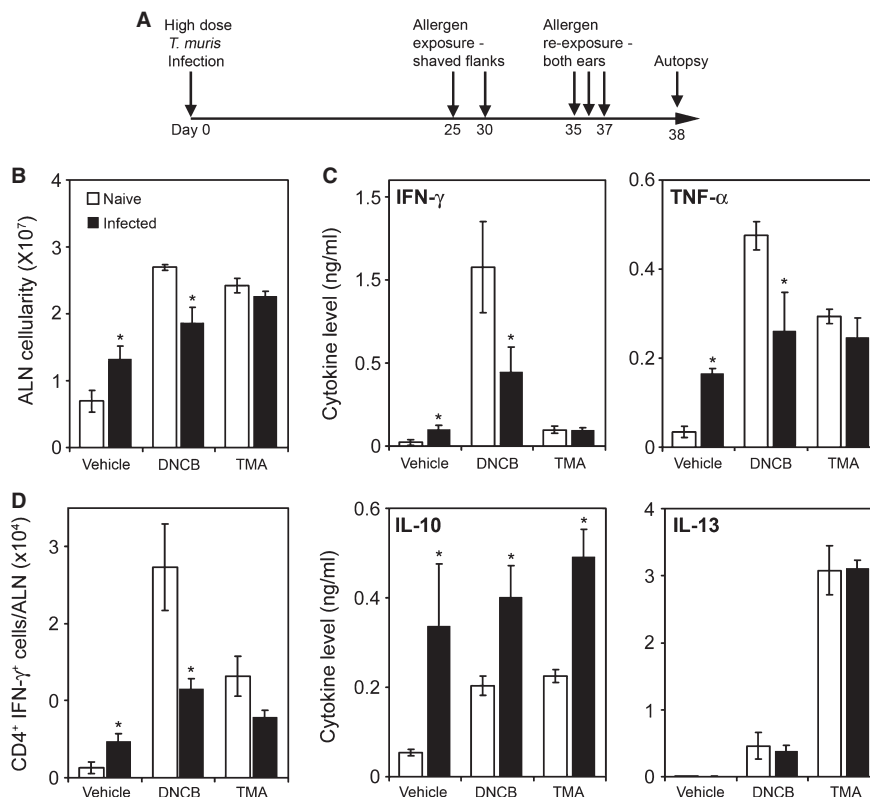 A
High dose
T. muris
Infection
Allergen
exposure -
shaved flanks
Allergen
re-exposure -
both ears
Autopsy
Day 0
25
30
35
37
38
B
ALN cellularity (X10⁷)
4
3
2
1
0
Naive
Infected
*
*
Vehicle
DNCB
TMA
C
Cytokine level (ng/ml)
IFN-γ
1.5
1.5
0.5
0
*
*
Vehicle
DNCB
TMA
TNF-α
0.6
0.4
0.2
0
*
*
Vehicle
DNCB
TMA
D
CD4⁺ IFN-γ⁺ cells/ALN (x10⁴)
3
2
0
0
*
*
Vehicle
DNCB
TMA
Cytokine level (ng/ml)
IL-10
0.6
0.4
0.2
0
*
*
*
Vehicle
DNCB
TMA
IL-13
4
3
2
1
0
Vehicle
DNCB
TMA